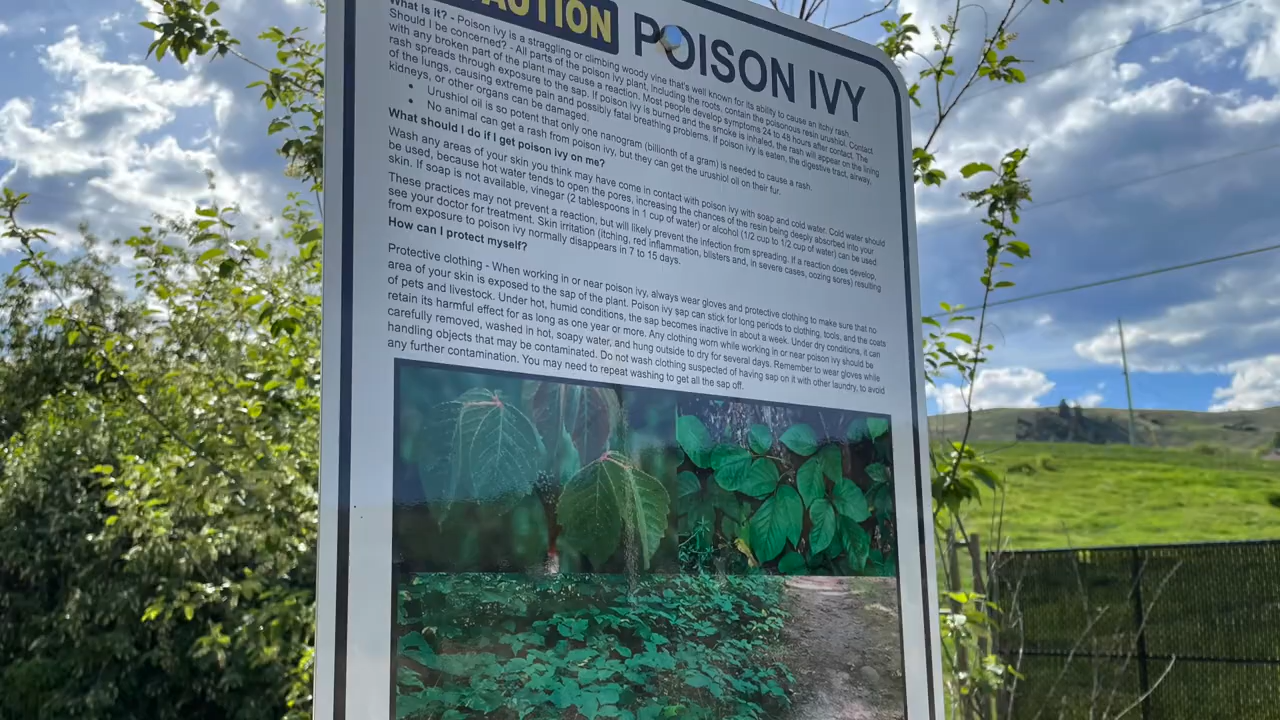 CAUTION POISON IVY
What is it? - Poison Ivy is a straggling or climbing woody vine that's well known for its ability to cause an itchy rash.
Should I be concerned? - All parts of the poison ivy plant, including the roots, contain the poisonous resin urushiol. Contact
with any broken part of the plant may cause a reaction. Most people develop symptoms 24 to 48 hours after contact. The
rash spreads through exposure to the sap. If poison Ivy is burned and the smoke is inhaled, the rash will appear on the lining
of the lungs, causing extreme pain and possibly fatal breathing problems. If poison ivy is eaten, the digestive tract, airway,
kidneys, or other organs can be damaged.
• Urushiol oil is so potent that only one nanogram (billionth of a gram) is needed to cause a rash.
• No animal can get a rash from poison ivy, but they can get the urushiol oil on their fur.
What should I do if I get poison ivy on me?
Wash any areas of your skin you think may have come in contact with poison ivy with soap and cold water. Cold water should
be used, because hot water tends to open the pores, increasing the chances of the resin being deeply absorbed into your
skin. If soap is not available, vinegar (2 tablespoons in 1 cup of water) or alcohol (1/2 cup to 1/2 cup of water) can be used
These practices may not prevent a reaction, but will likely prevent the infection from spreading. If a reaction does develop,
see your doctor for treatment. Skin irritation (itching, red inflammation, blisters and, in severe cases, oozing sores) resulting
from exposure to poison ivy normally disappears in 7 to 15 days.
How can I protect myself?
Protective clothing - When working in or near poison ivy, always wear gloves and protective clothing to make sure that no
area of your skin is exposed to the sap of the plant. Poison Ivy sap can stick for long periods to clothing, tools, and the coats
of pets and livestock. Under hot, humid conditions, the sap becomes inactive in about a week. Under dry conditions, it can
retain its harmful effect for as long as one year or more. Any clothing worn while working in or near poison ivy should be
carefully removed, washed in hot, soapy water, and hung outside to dry for several days. Remember to wear gloves while
handling objects that may be contaminated. Do not wash clothing suspected of having sap on it with other laundry, to avoid
any further contamination. You may need to repeat washing to get all the sap off.